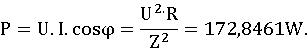 P = U. I. cosφ = U².R / Z² = 172,8461W.